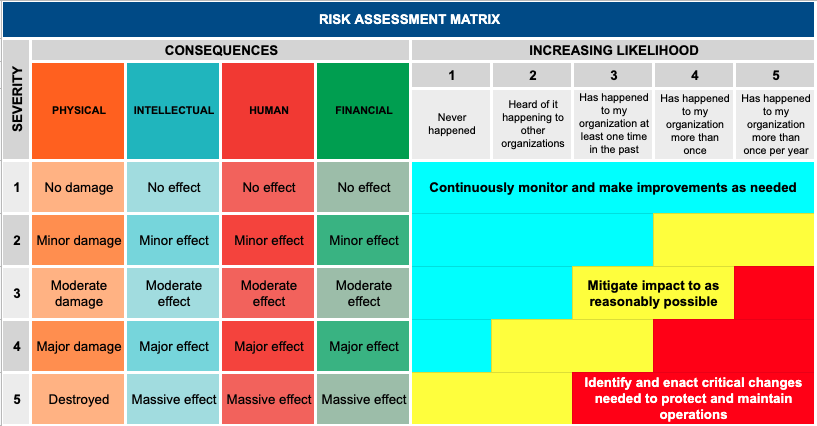 RISK ASSESSMENT MATRIX
SEVERITY
CONSEQUENCES
INCREASING LIKELIHOOD
PHYSICAL
INTELLECTUAL
HUMAN
FINANCIAL
1
2
3
4
5
Never
happened
Heard of it
happening to
other
organizations
Has happened
to my
organization at
least one time
in the past
Has happened
to my
organization
more than
once
Has happened
to my
organization
more than
once per year
1
No damage
No effect
No effect
No effect
Continuously monitor and make improvements as needed
2
Minor damage
Minor effect
Minor effect
Minor effect
3
Moderate
damage
Moderate
effect
Moderate
effect
Moderate
effect
Mitigate impact to as
reasonably possible
4
Major damage
Major effect
Major effect
Major effect
5
Destroyed
Massive effect
Massive effect
Massive effect
Identify and enact critical changes
needed to protect and maintain
operations